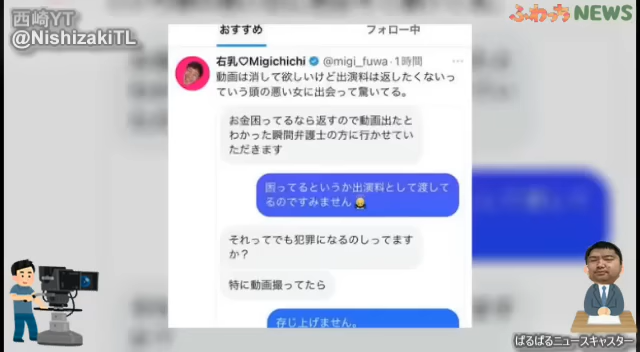 西崎YT
@NishizakiTL
ふわっちNEWS
おすすめ
フォロー中
右乳♡Migichichi @migi_fuwa・1時間
動画は消して欲しいけど出演料は返したくないっ
ていう頭の悪い女に出会って驚いてる。
お金困ってるなら返すので動画出たと
わかった瞬間弁護士の方に行かせてい
ただきます
困ってるというか出演料として渡して
るのですみません🙇
それってでも犯罪になるのしってます
か？
特に動画撮ってたら
存じ上げません。
ぱるぱるニュースキャスター